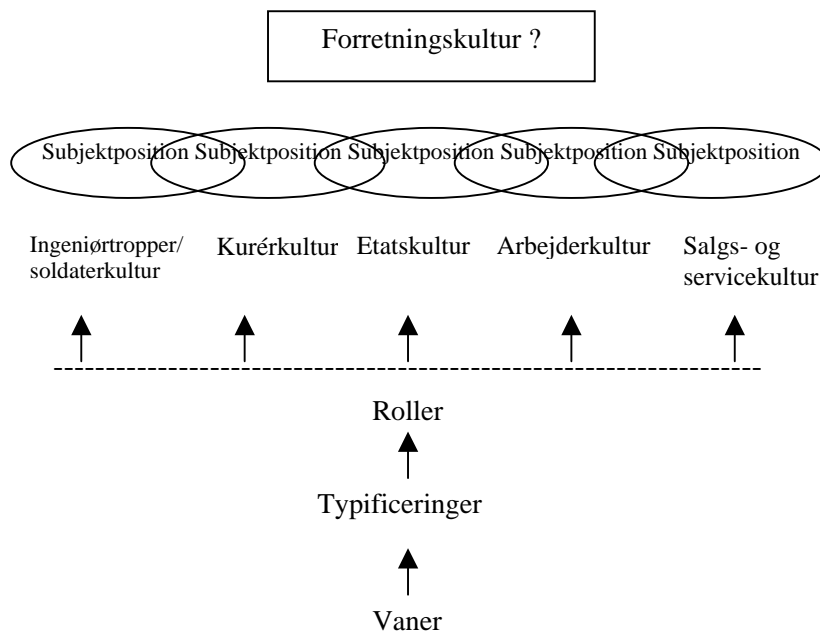 Forretningskultur ?
Subjektposition Subjektposition Subjektposition Subjektposition Subjektposition
Ingeniørtropper/
soldaterkultur
Kurérkultur
Etatskultur
Arbejderkultur
Salgs- og
servicekultur
Roller
Typificeringer
Vaner